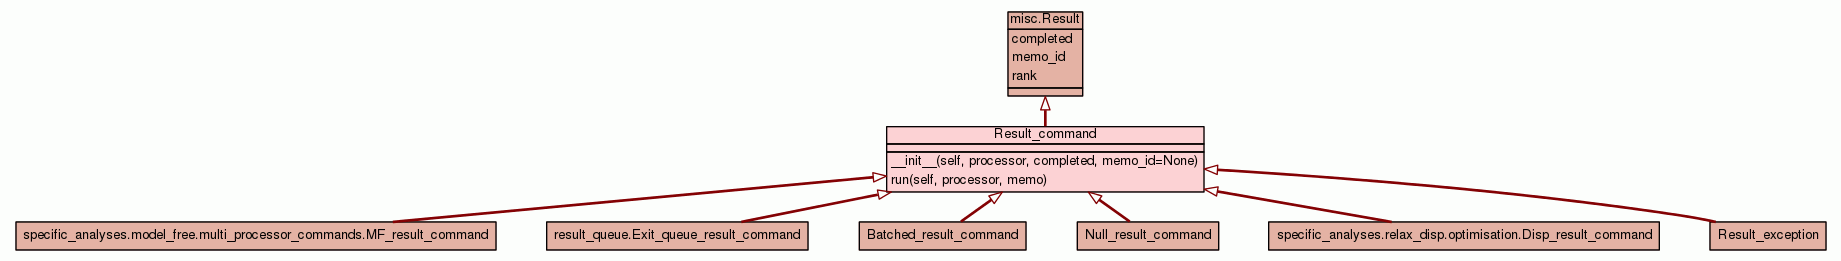 misc.Result
completed
memo_id
rank
Result_command
__init__(self, processor, completed, memo_id=None)
run(self, processor, memo)
specific_analyses.model_free.multi_processor_commands.MF_result_command
result_queue.Exit_queue_result_command
Batched_result_command
Null_result_command
specific_analyses.relax_disp.optimisation.Disp_result_command
Result_exception